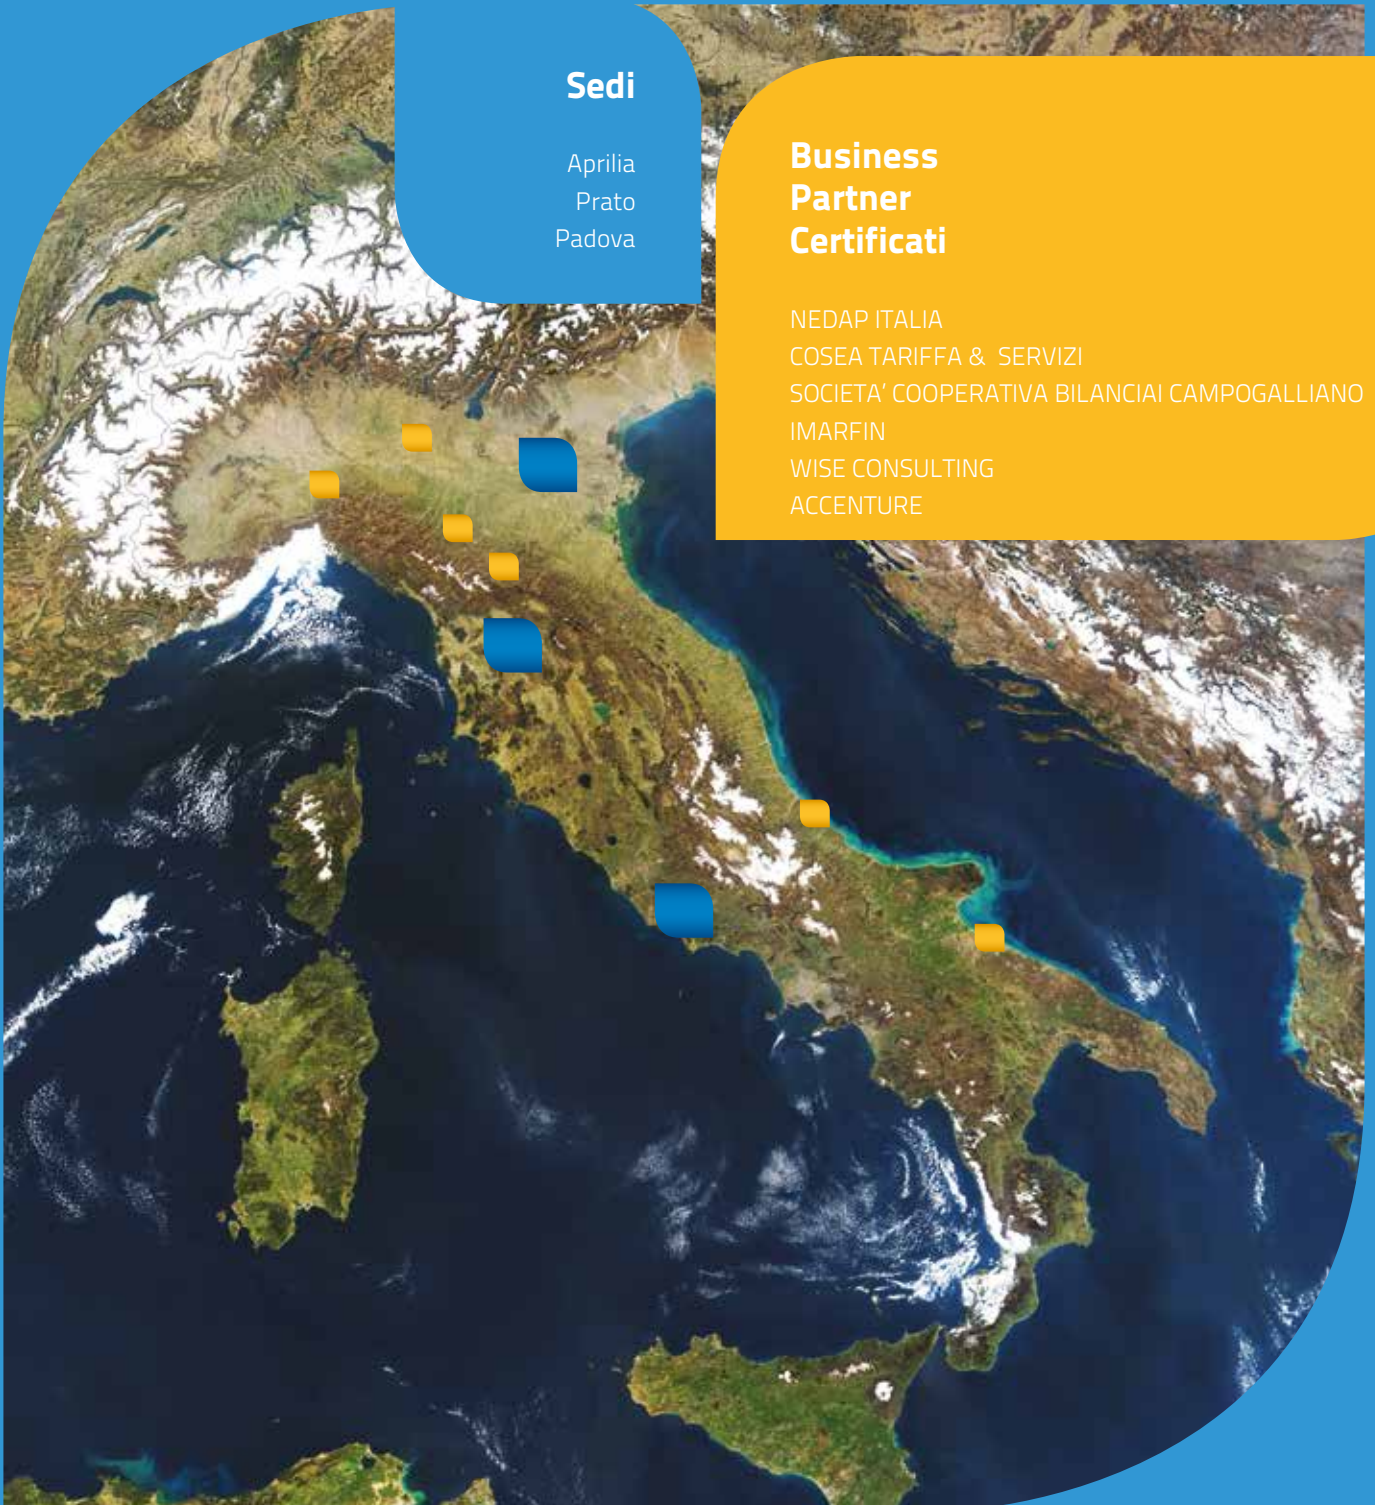 Sedi
Aprilia
Prato
Padova
Business
Partner
Certificati
NEDAP ITALIA
COSEA TARIFFA & SERVIZI
SOCIETA’ COOPERATIVA BILANCIAI CAMPOGALLIANO
IMARFIN
WISE CONSULTING
ACCENTURE